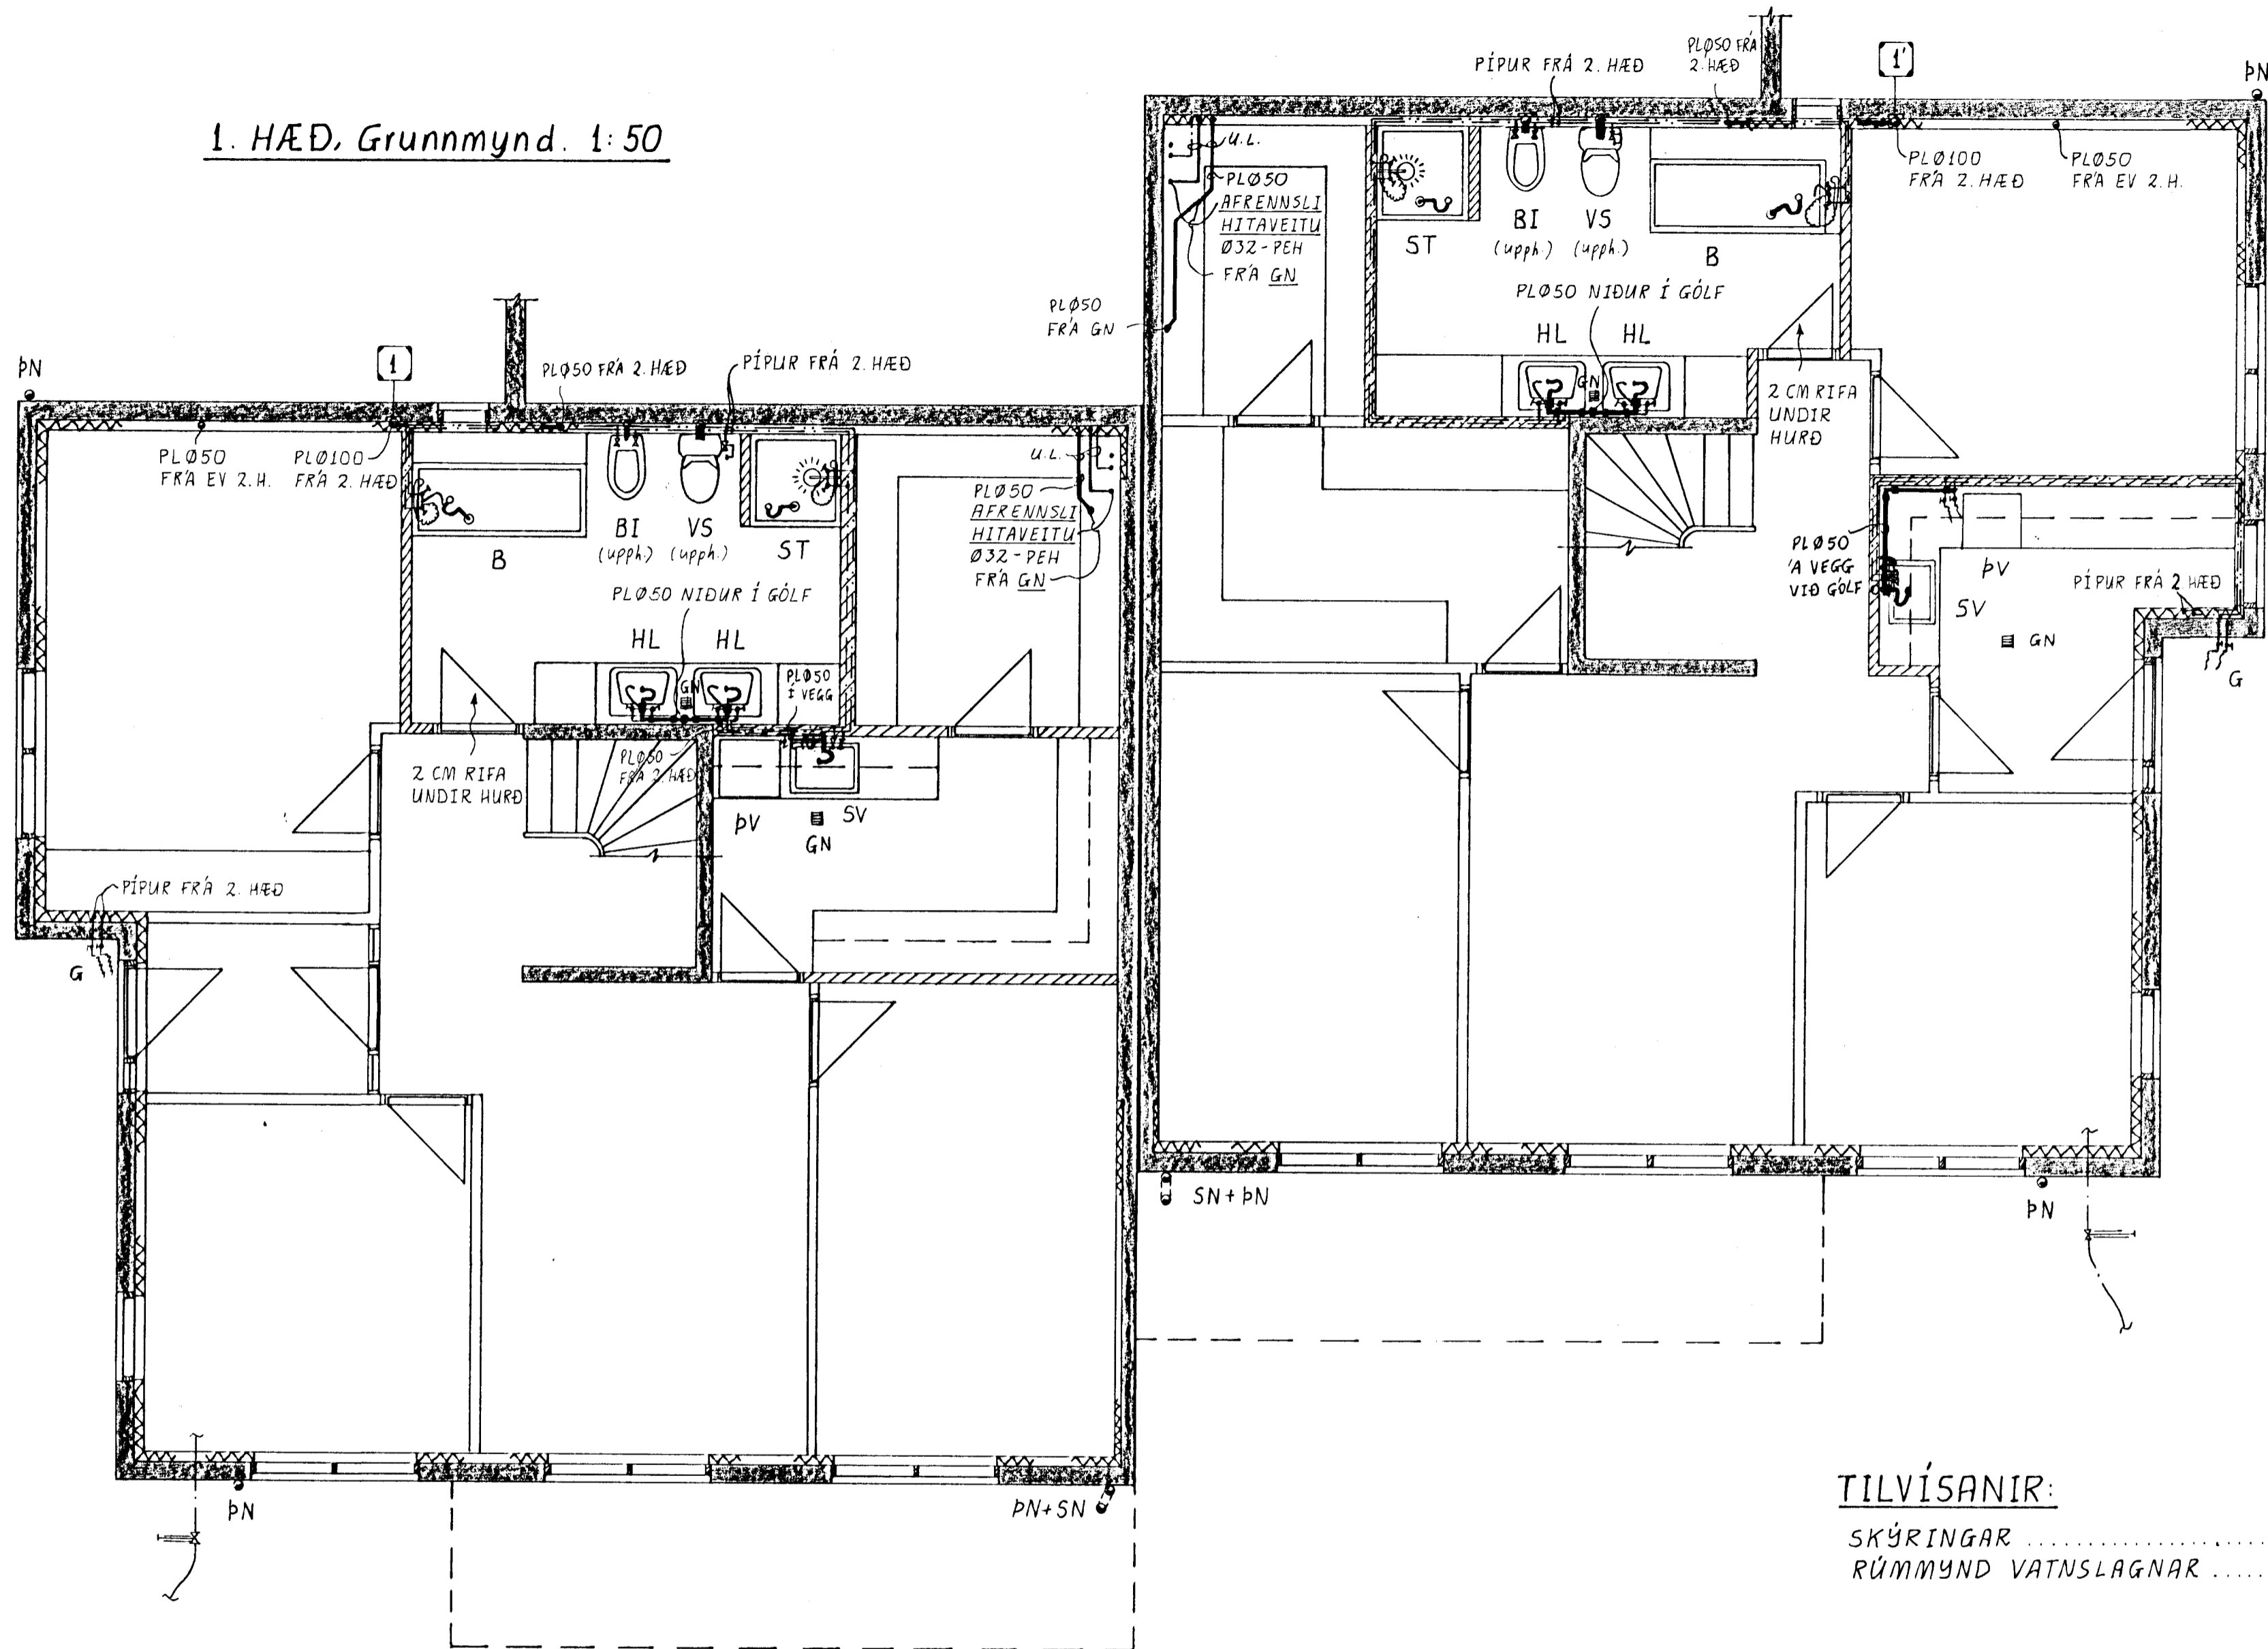 1. HÆÐ, Grunnmynd. 1:50
ÞN
1
PLØ50 FRÁ 2. HÆÐ
PÍPUR FRÁ 2. HÆÐ
PLØ50
FRÁ EV 2.H.
PLØ100
FRÁ 2. HÆÐ
B
BI
(upph.)
VS
(upph.)
ST
U.L.
PLØ50
AFRENNSLI
HITAVEITU
Ø32-PEH
FRÁ GN
PLØ50 NIÐUR Í GÓLF
HL
HL
GN
PLØ50
Í VEGG
2 CM RIFA
UNDIR HURÐ
PLØ50
FRÁ 2. HÆÐ
ÞV
SV
GN
PÍPUR FRÁ 2. HÆÐ
G
ÞN
ÞN+SN
PÍPUR FRÁ 2. HÆÐ
PLØ50 FRÁ
2. HÆÐ
1'
ÞN
U.L.
PLØ50
AFRENNSLI
HITAVEITU
Ø32-PEH
FRÁ GN
PLØ50
FRÁ GN
ST
BI
(upph.)
VS
(upph.)
B
PLØ100
FRÁ 2. HÆÐ
PLØ50
FRÁ EV 2.H.
PLØ50 NIÐUR Í GÓLF
HL
HL
GN
2 CM RIFA
UNDIR
HURÐ
PLØ50
Á VEGG
VIÐ GÓLF
ÞV
SV
GN
PÍPUR FRÁ 2 HÆÐ
G
SN+ÞN
ÞN
TILVÍSANIR:
SKÝRINGAR ......................
RÚMMYND VATNSLAGNAR .....